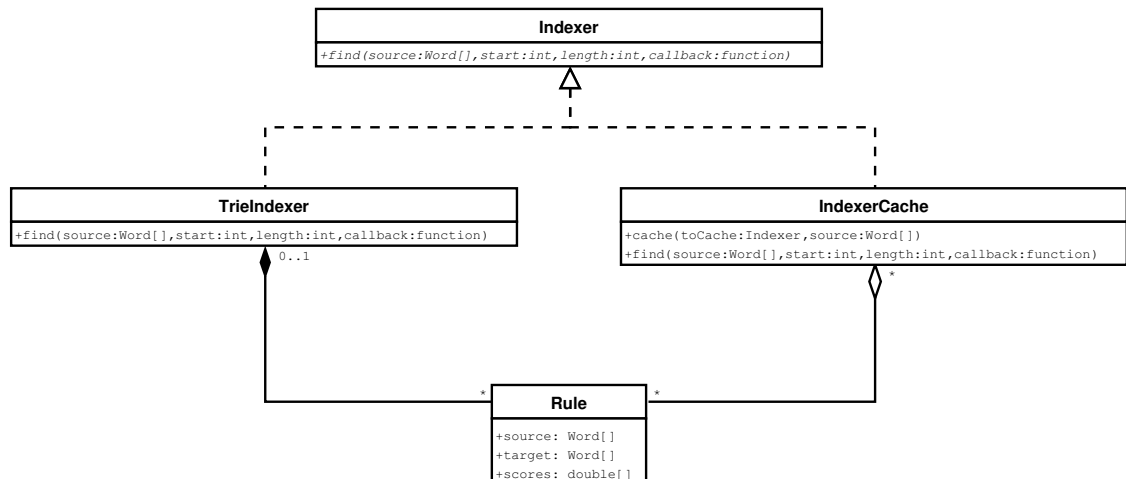 Indexer
+find(source:Word[],start:int,length:int,callback:function)
TrieIndexer
+find(source:Word[],start:int,length:int,callback:function)
0..1
IndexerCache
+cache(toCache:Indexer,source:Word[])
+find(source:Word[],start:int,length:int,callback:function)
*
*
*
Rule
+source: Word[]
+target: Word[]
+scores: double[]